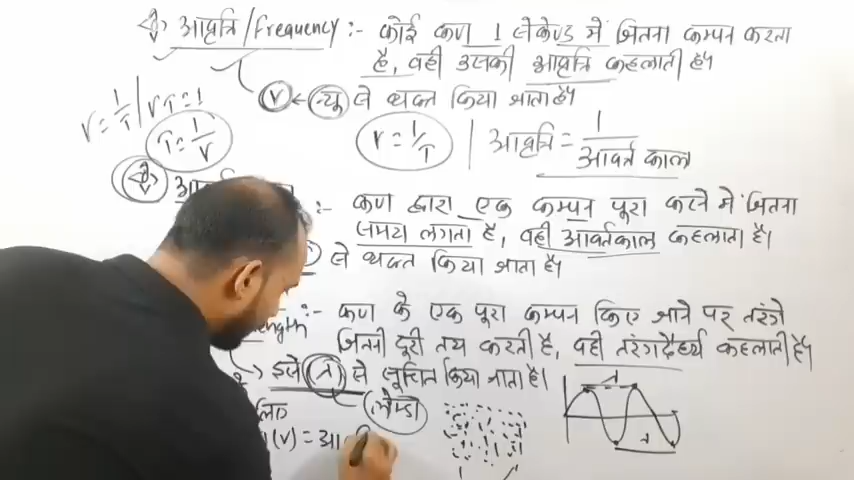 आवृत्ति/Frequency :- कोई कण 1 सेकेण्ड में जितना कम्पन करता
है, वही उसकी आवृत्ति कहलाती है।
ν ← न्यू से व्यक्त किया जाता है।
ν = 1/T | νT = 1
T = 1/ν
ν = 1/T | आवृत्ति = 1/आवर्त काल
:- कण द्वारा एक कम्पन पूरा करने में जितना
समय लगता है, वही आवर्तकाल कहलाता है।
से व्यक्त किया जाता है।
:- कण के एक पूरा कम्पन किए जाने पर तरंगे
जितनी दूरी तय करती है, वही तरंगदैर्ध्य कहलाती है।
इसे λ से सूचित किया जाता है।
लैम्डा
λ
λ
(v) = आ